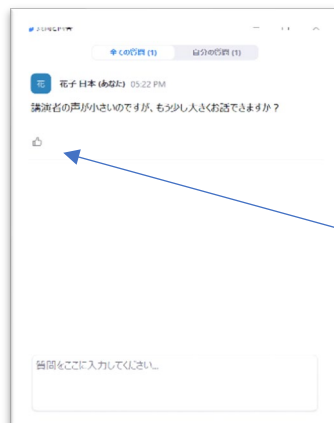 全ての質問 (1) 自分の質問 (1)
花 花子 日本 (あなた) 05:22 PM
講演者の声が小さいのですが、もう少し大きくお話できますか？
質問をここに入力してください...